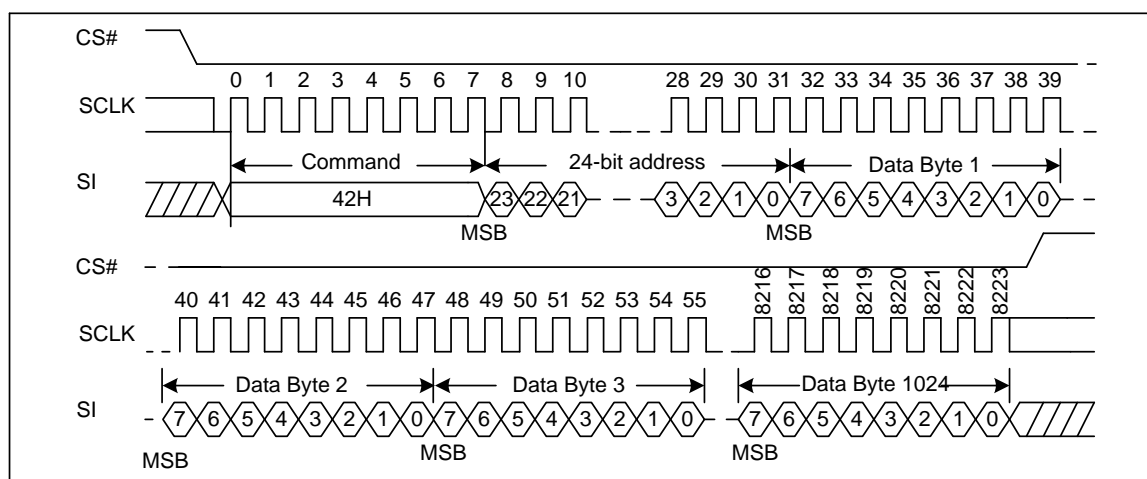 CS#
0 1 2 3 4 5 6 7 8 9 10 28 29 30 31 32 33 34 35 36 37 38 39
SCLK
Command 24-bit address Data Byte 1
SI
42H 23 22 21 3 2 1 0 7 6 5 4 3 2 1 0
MSB MSB
CS#
40 41 42 43 44 45 46 47 48 49 50 51 52 53 54 55 8216 8217 8218 8219 8220 8221 8222 8223
SCLK
Data Byte 2 Data Byte 3 Data Byte 1024
SI
7 6 5 4 3 2 1 0 7 6 5 4 3 2 1 0 7 6 5 4 3 2 1 0
MSB MSB MSB